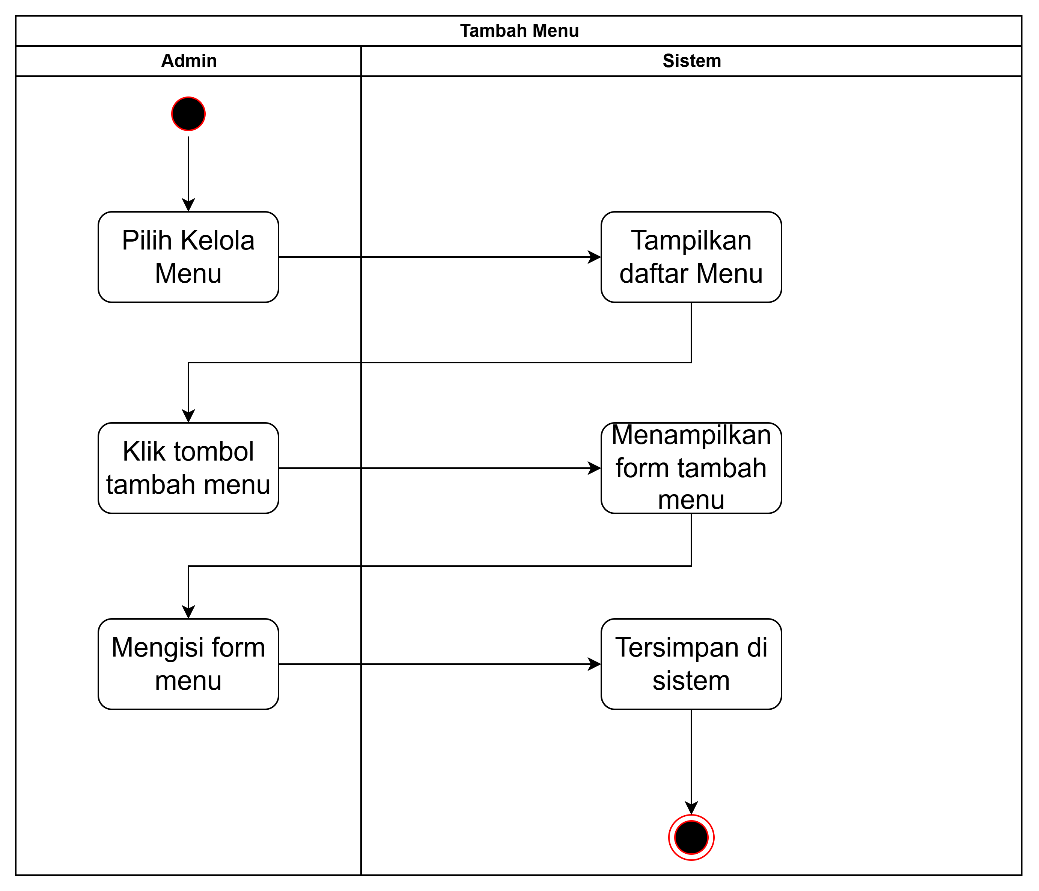 Tambah Menu
Admin
Sistem
Pilih Kelola
Menu
Tampilkan
daftar Menu
Klik tombol
tambah menu
Menampilkan
form tambah
menu
Mengisi form
menu
Tersimpan di
sistem